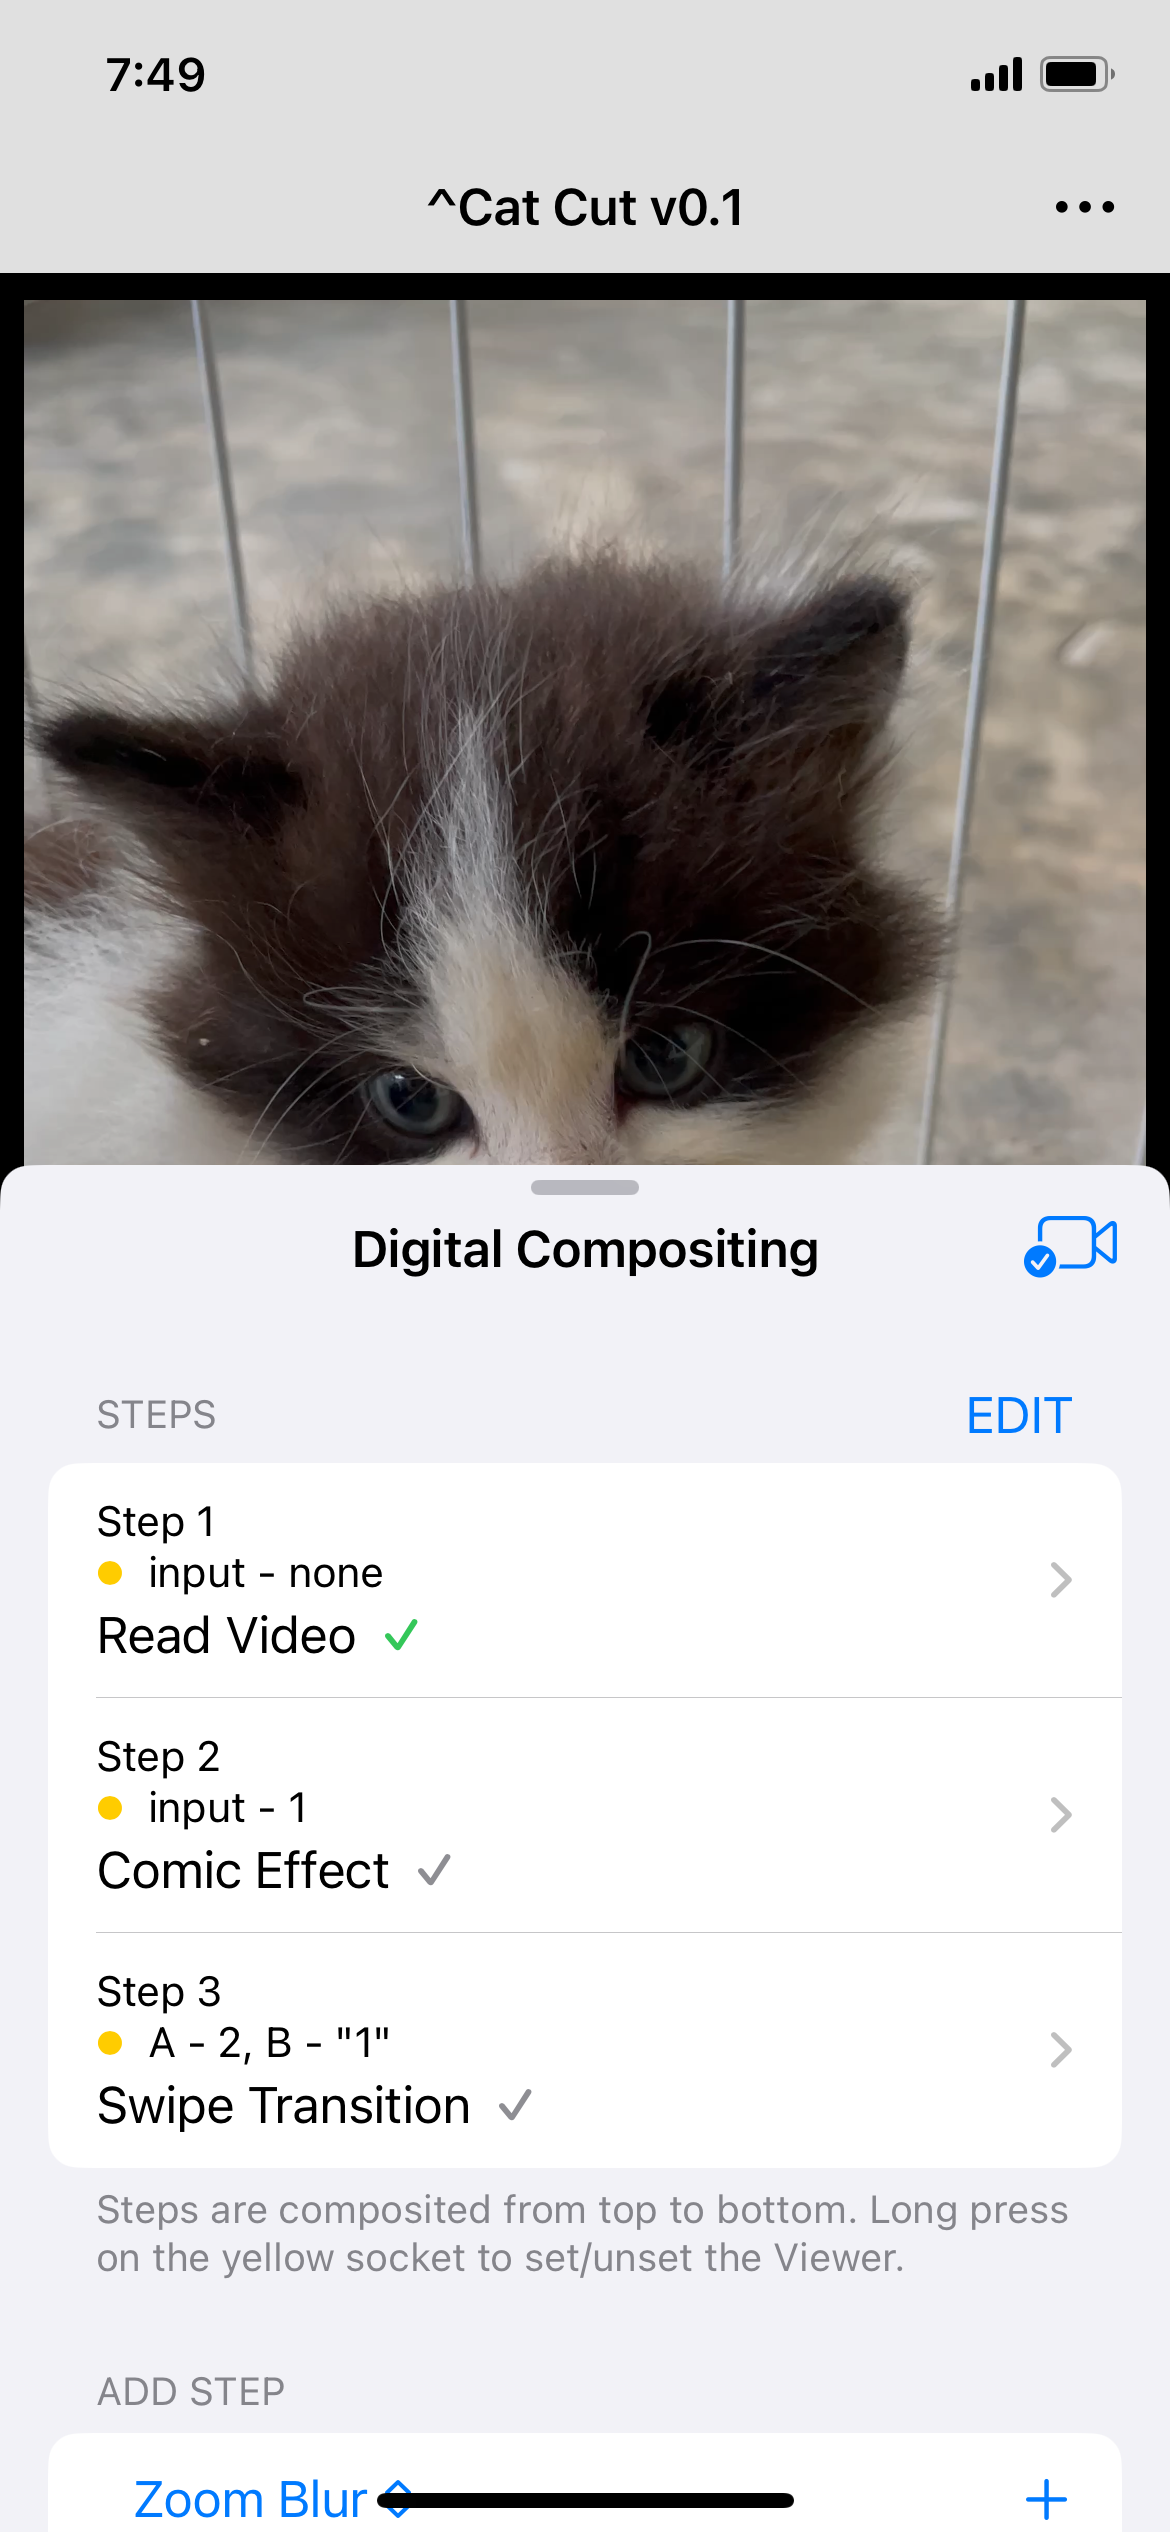 7:49
^Cat Cut v0.1
Digital Compositing
STEPS
EDIT
Step 1
input - none
Read Video
Step 2
input - 1
Comic Effect
Step 3
A - 2, B - "1"
Swipe Transition
Steps are composited from top to bottom. Long press
on the yellow socket to set/unset the Viewer.
ADD STEP
Zoom Blur